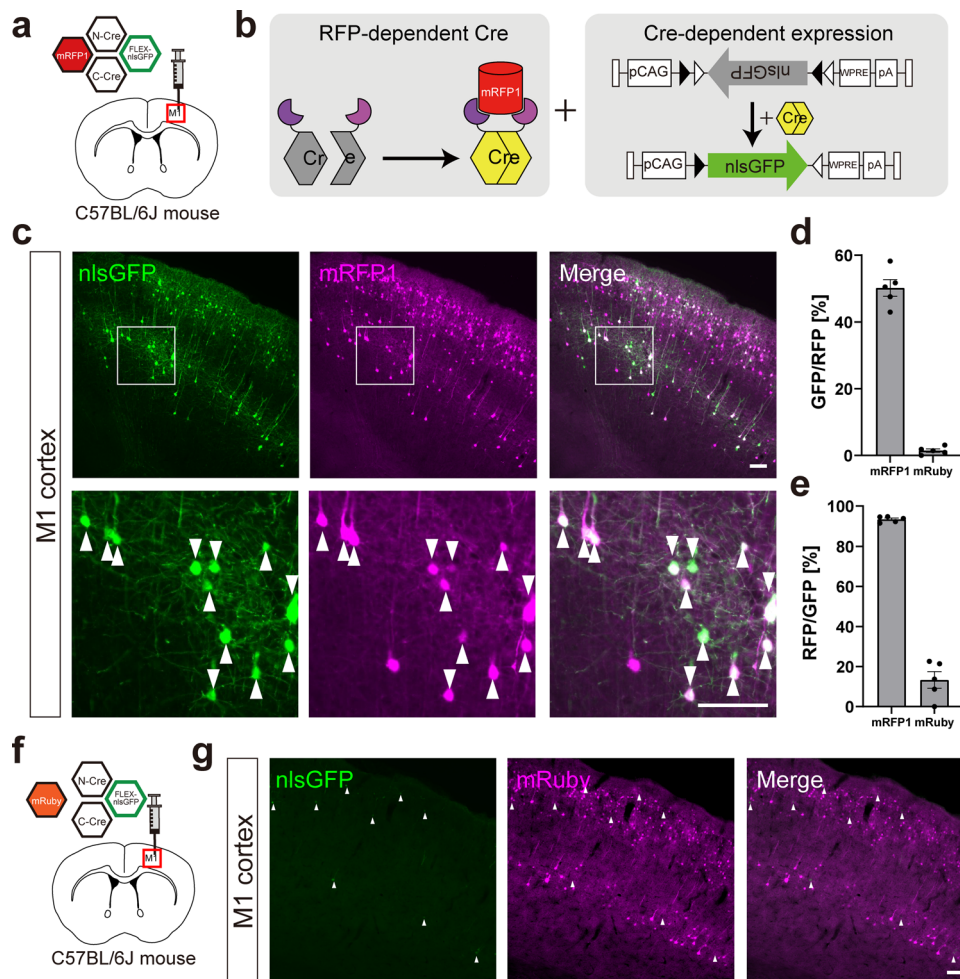 a
N-Cre
mRFP1
FLEX-
nlsGFP
C-Cre
M1
C57BL/6J mouse
b
RFP-dependent Cre
mRFP1
Cr e
Cre
+
Cre-dependent expression
pCAG
nlsGFP
WPRE
pA
+
Cre
pCAG
nlsGFP
WPRE
pA
c
M1 cortex
nlsGFP
mRFP1
Merge
d
GFP/RFP [%]
60
40
20
0
mRFP1 mRuby
e
RFP/GFP [%]
100
80
60
40
20
0
mRFP1 mRuby
f
N-Cre
mRuby
FLEX-
nlsGFP
C-Cre
M1
C57BL/6J mouse
g
M1 cortex
nlsGFP
mRuby
Merge